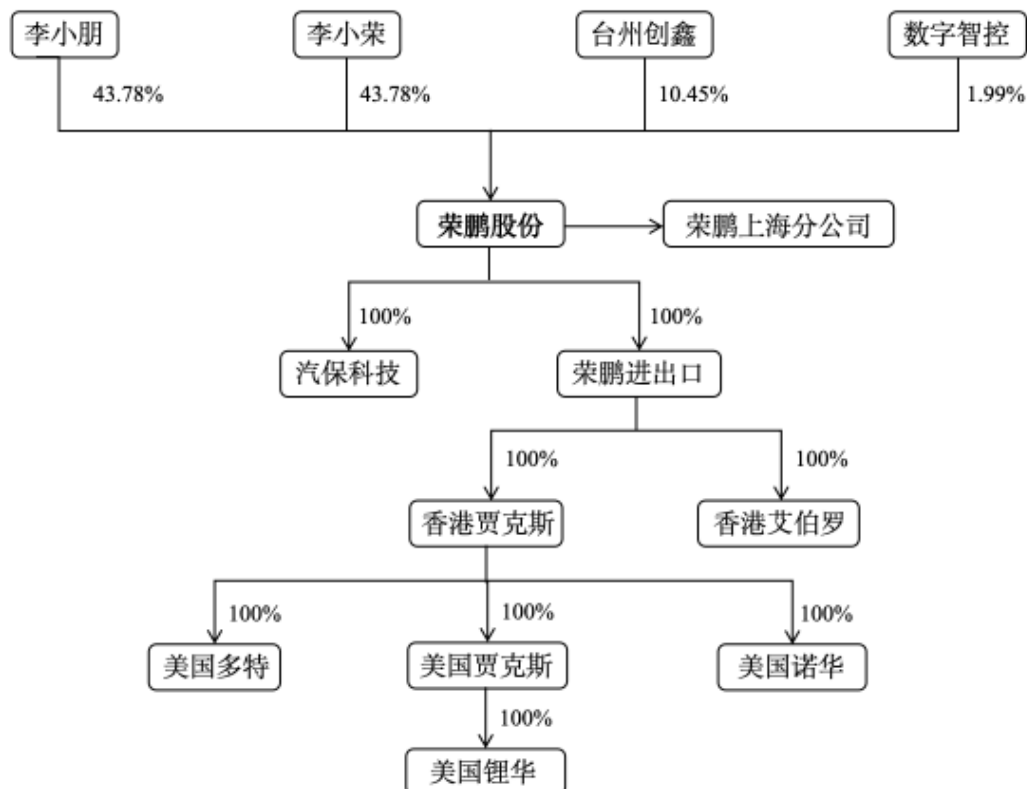 李小朋
李小荣
台州创鑫
数字智控
43.78%
43.78%
10.45%
1.99%
荣鹏股份
荣鹏上海分公司
100%
100%
汽保科技
荣鹏进出口
100%
100%
香港贾克斯
香港艾伯罗
100%
100%
100%
美国多特
美国贾克斯
美国诺华
100%
美国锂华